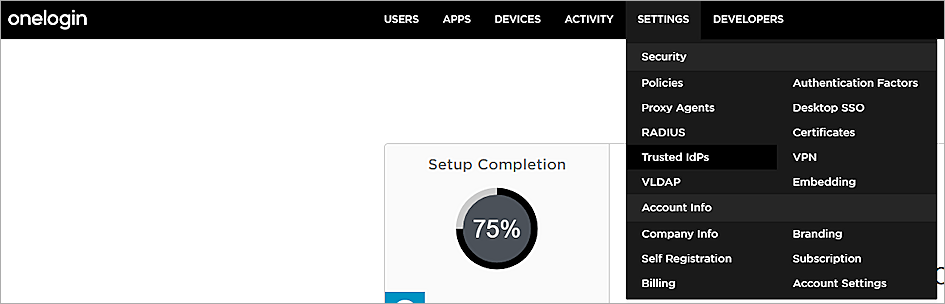 onelogin USERS APPS DEVICES ACTIVITY SETTINGS DEVELOPERS
Security
Policies Authentication Factors
Proxy Agents Desktop SSO
RADIUS Certificates
Trusted IdPs VPN
VLDAP Embedding
Account Info
Company Info Branding
Self Registration Subscription
Billing Account Settings
Setup Completion
75%